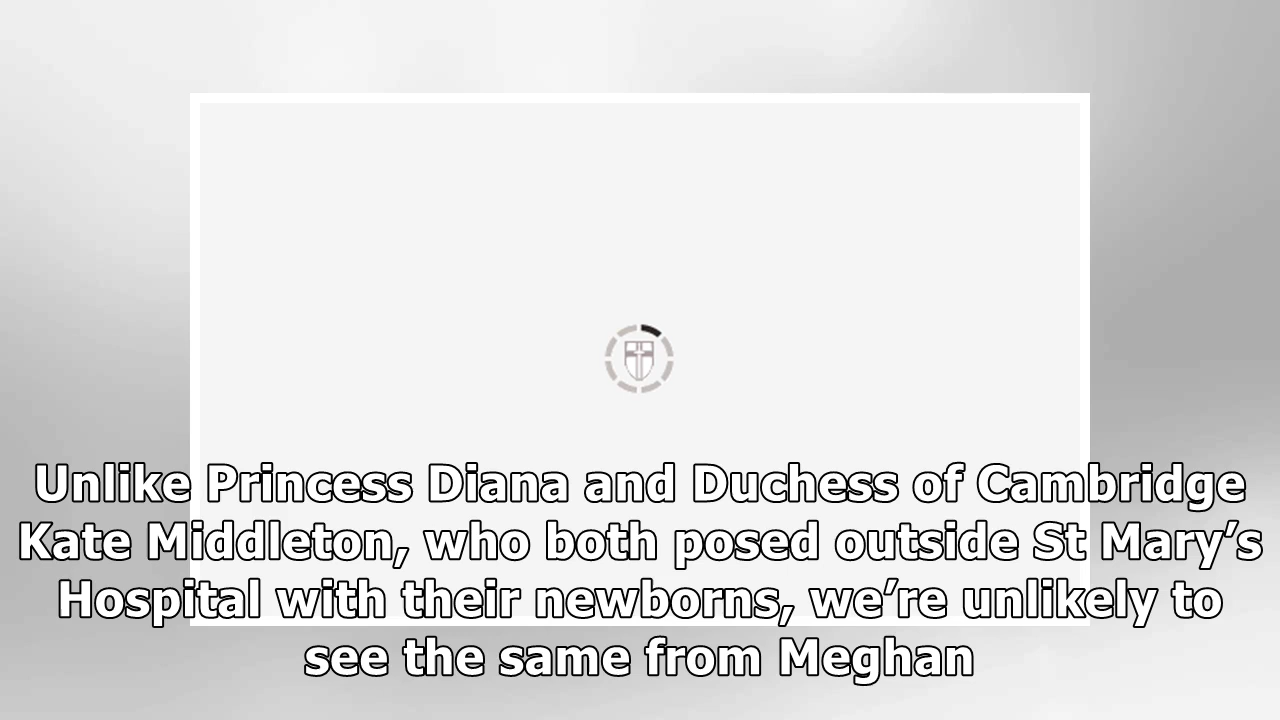 Unlike Princess Diana and Duchess of Cambridge
Kate Middleton, who both posed outside St Mary’s
Hospital with their newborns, we’re unlikely to
see the same from Meghan